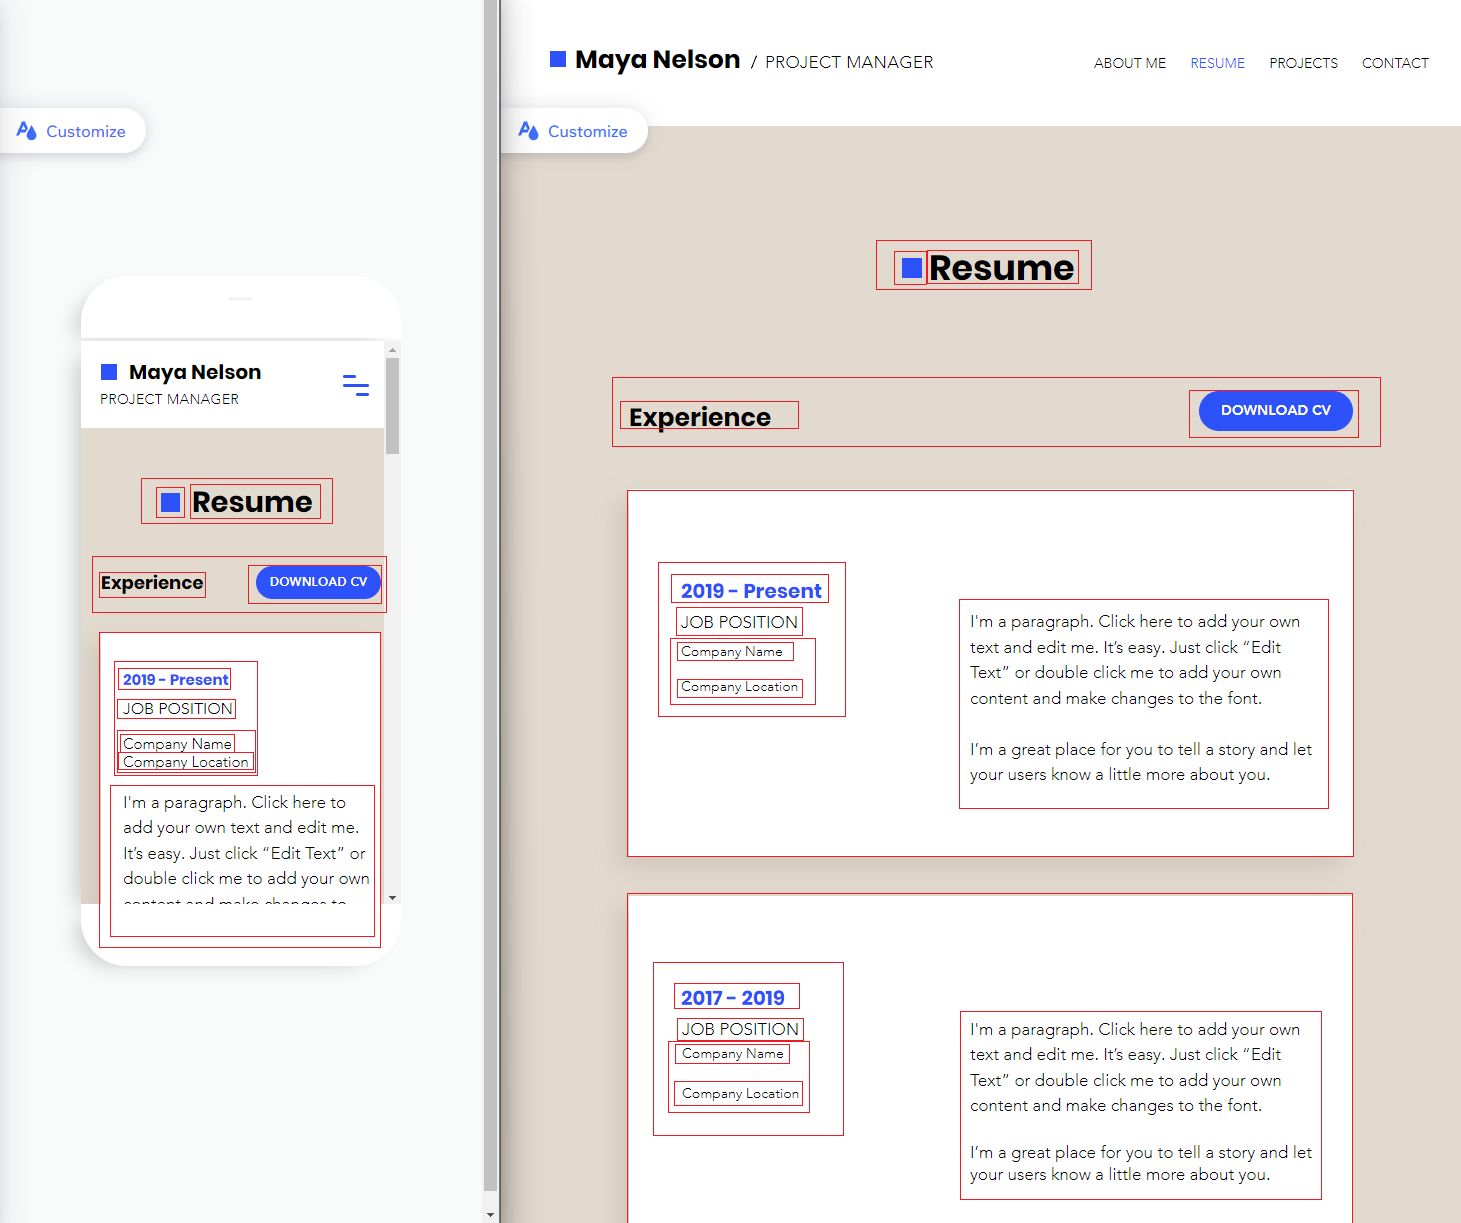 Customize
Maya Nelson
PROJECT MANAGER
Resume
Experience
DOWNLOAD CV
2019 - Present
JOB POSITION
Company Name
Company Location
I'm a paragraph. Click here to
add your own text and edit me.
It’s easy. Just click “Edit Text” or
double click me to add your own
content and make changes to
Maya Nelson / PROJECT MANAGER
ABOUT ME RESUME PROJECTS CONTACT
Customize
Resume
Experience
DOWNLOAD CV
2019 - Present
JOB POSITION
Company Name
Company Location
I'm a paragraph. Click here to add your own
text and edit me. It’s easy. Just click “Edit
Text” or double click me to add your own
content and make changes to the font.
I’m a great place for you to tell a story and let
your users know a little more about you.
2017 - 2019
JOB POSITION
Company Name
Company Location
I'm a paragraph. Click here to add your own
text and edit me. It’s easy. Just click “Edit
Text” or double click me to add your own
content and make changes to the font.
I’m a great place for you to tell a story and let
your users know a little more about you.